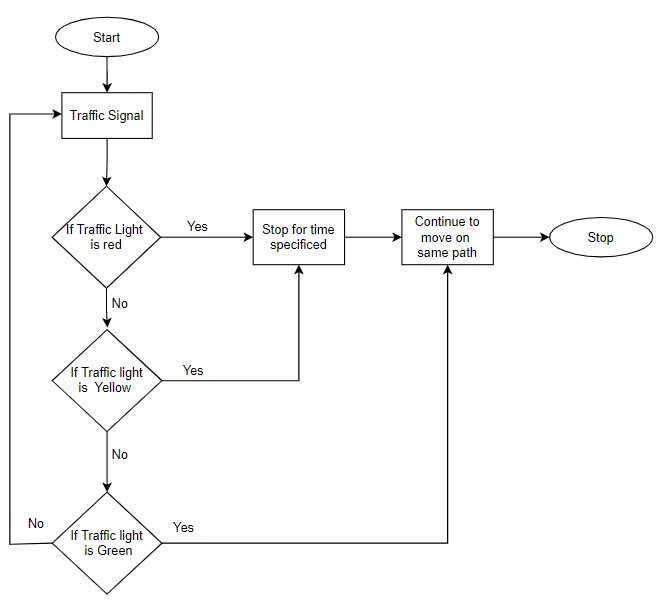 Start
Traffic Signal
If Traffic Light
is red
Yes
Stop for time
specificed
Continue to
move on
same path
Stop
No
If Traffic light
is Yellow
Yes
No
If Traffic light
is Green
No
Yes